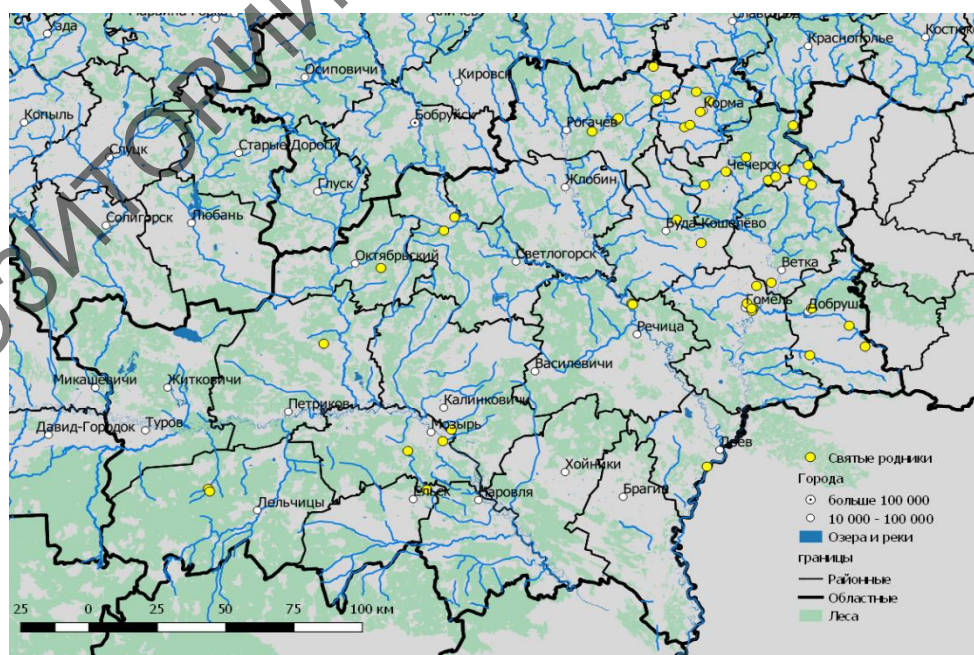 Славгород
Узда
Краснополье
Осиповичи
Кировск
Копыль
Корма
Бобруйск
Рогачёв
Старые Дороги
Слуцк
Чечерск
Глуск
Жлобин
Солигорск
Любань
Буда-Кошелёво
Октябрьский
Светлогорск
Ветка
Гомель
Добруш
Речица
Василевичи
Микашевичи
Житковичи
Петриков
Калинковичи
Давид-Городок
Туров
Мозырь
Лоев
Хойники
Брагин
Лельчицы
Ельск
Наровля
Святые родники
Города
больше 100 000
10 000 - 100 000
Озера и реки
границы
Районные
Областные
Леса
25 0 25 50 75 100 км